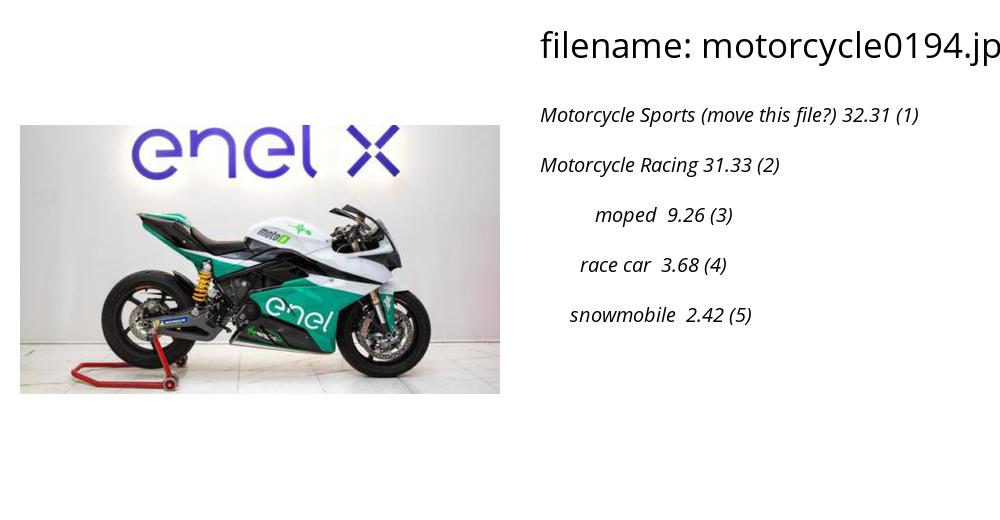 filename: motorcycle0194.jp
Motorcycle Sports (move this file?) 32.31 (1)
Motorcycle Racing 31.33 (2)
moped 9.26 (3)
race car 3.68 (4)
snowmobile 2.42 (5)
enel x
moto
enel